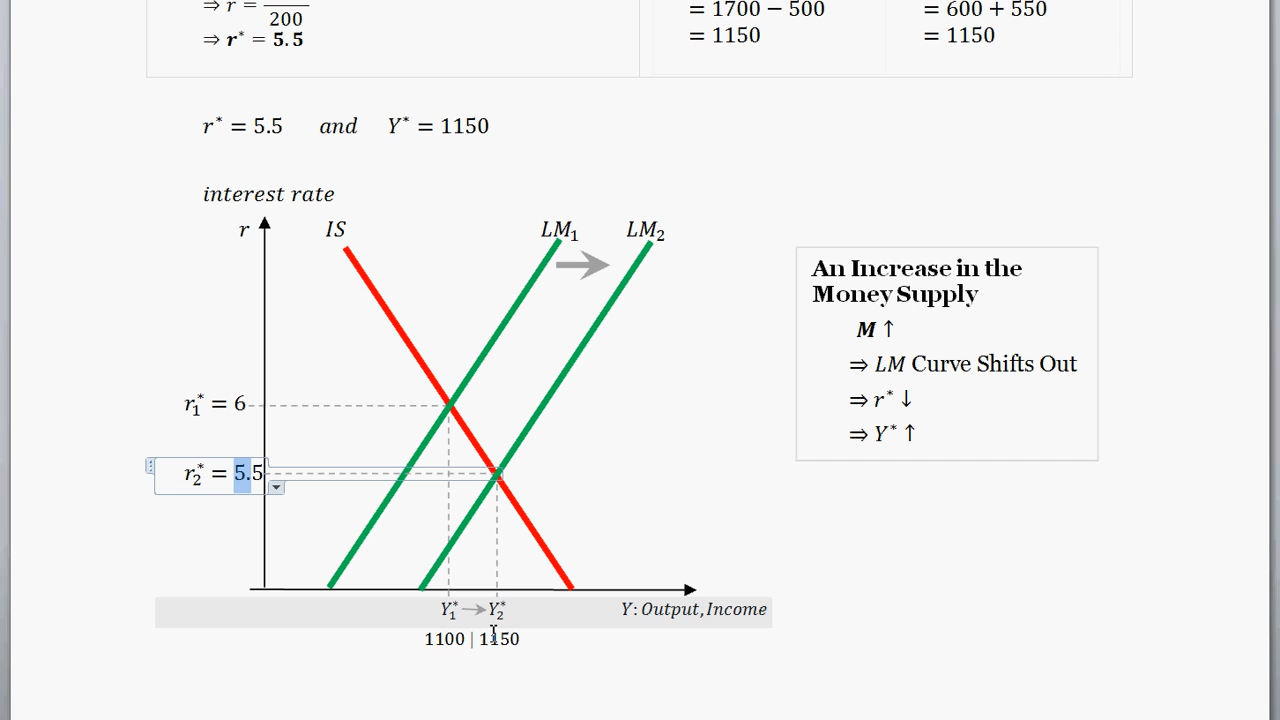 ⇒ r = 
200
⇒ r* = 5.5
= 1700 − 500
= 1150
= 600 + 550
= 1150
r* = 5.5 and Y* = 1150
interest rate
r
IS
LM₁
LM₂
An Increase in the
Money Supply
M ↑
⇒ LM Curve Shifts Out
⇒ r* ↓
⇒ Y* ↑
r₁* = 6
r₂* = 5.5
Y₁* → Y₂*
Y: Output, Income
1100 | 1150